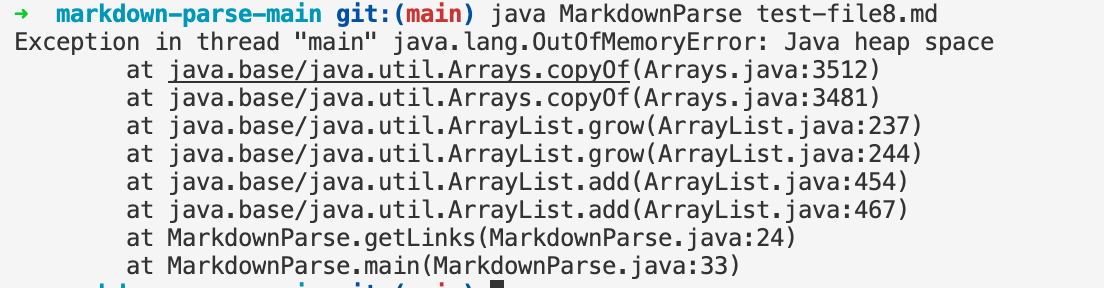 ➜  markdown-parse-main git:(main) java MarkdownParse test-file8.md
Exception in thread "main" java.lang.OutOfMemoryError: Java heap space
        at java.base/java.util.Arrays.copyOf(Arrays.java:3512)
        at java.base/java.util.Arrays.copyOf(Arrays.java:3481)
        at java.base/java.util.ArrayList.grow(ArrayList.java:237)
        at java.base/java.util.ArrayList.grow(ArrayList.java:244)
        at java.base/java.util.ArrayList.add(ArrayList.java:454)
        at java.base/java.util.ArrayList.add(ArrayList.java:467)
        at MarkdownParse.getLinks(MarkdownParse.java:24)
        at MarkdownParse.main(MarkdownParse.java:33)